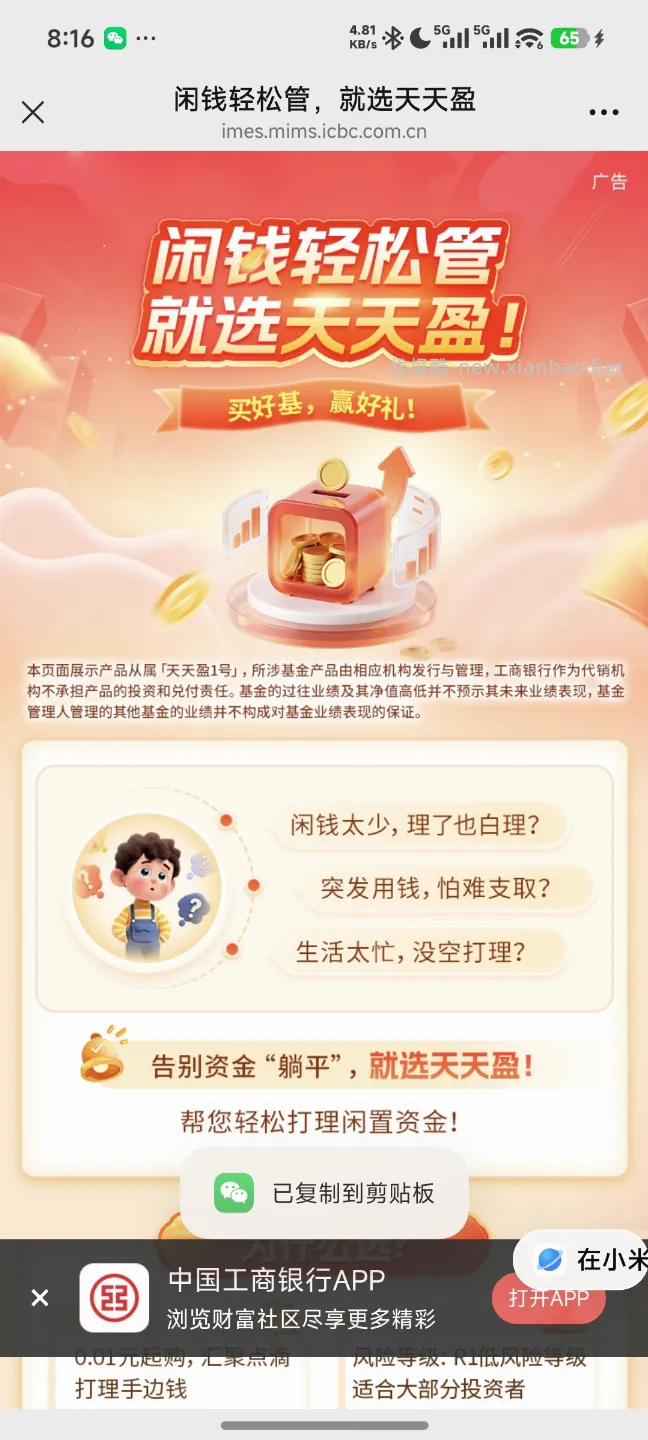 8:16
4.81
KB/s
5G
5G
6
65
闲钱轻松管，就选天天盈
imes.mims.icbc.com.cn
广告
闲钱轻松管
就选天天盈！
new.xianbao.fun
买好基，赢好礼！
本页面展示产品从属「天天盈1号」，所涉基金产品由相应机构发行与管理，工商银行作为代销机
构不承担产品的投资和兑付责任。基金的过往业绩及其净值高低并不预示其未来业绩表现，基金
管理人管理的其他基金的业绩并不构成对基金业绩表现的保证。
闲钱太少，理了也白理？
突发用钱，怕难支取？
生活太忙，没空打理？
告别资金“躺平”，就选天天盈！
帮您轻松打理闲置资金！
已复制到剪贴板
在小米
中国工商银行APP
浏览财富社区尽享更多精彩
打开APP
0.01元起购，汇聚点滴
打理手边钱
风险等级：R1低风险等级
适合大部分投资者